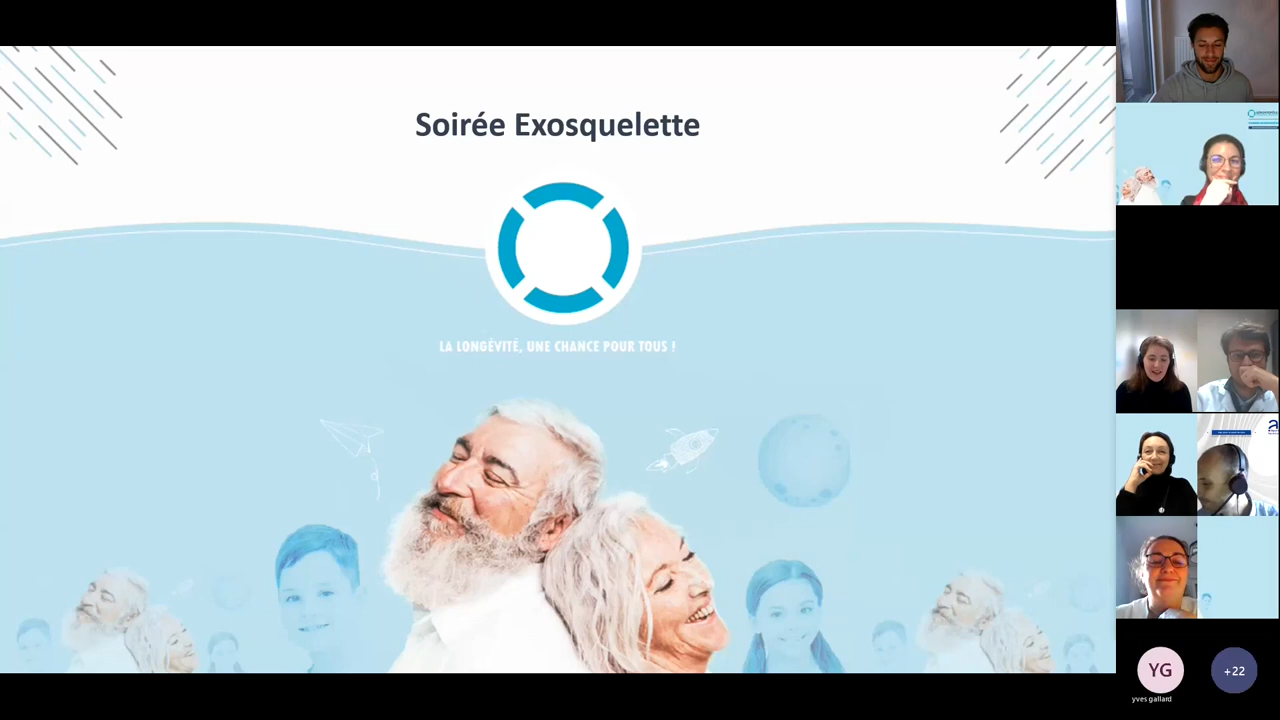 Soirée Exosquelette
LA LONGÉVITÉ, UNE CHANCE POUR TOUS !
YG
+22
yves gallard